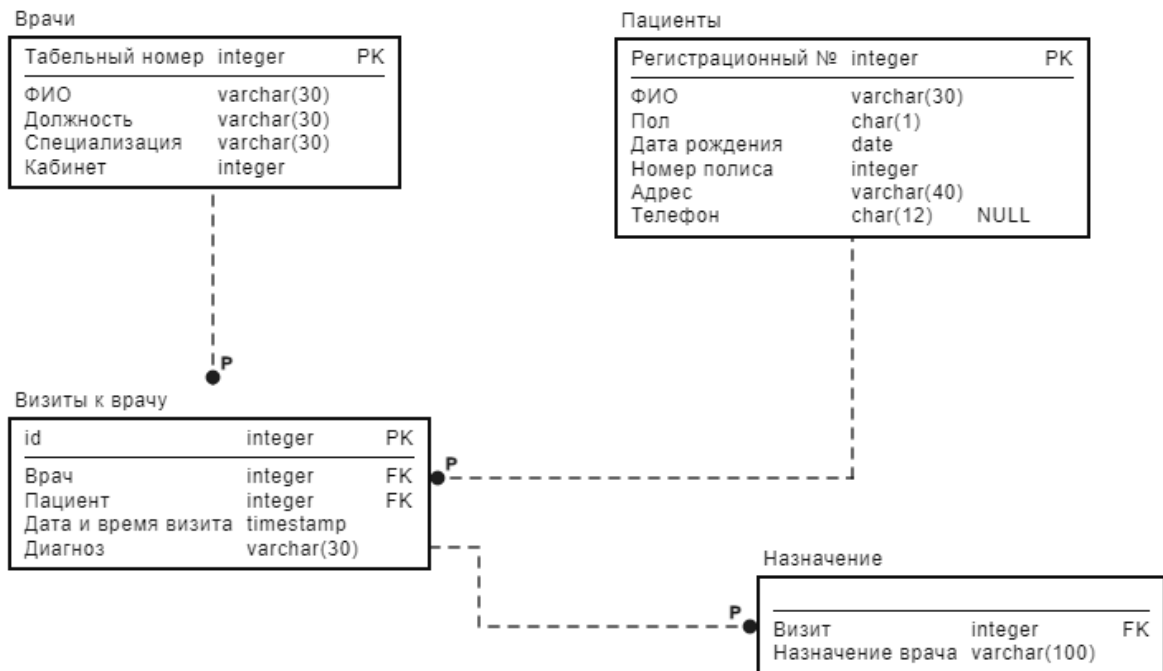 Врачи
Табельный номер integer PK
ФИО varchar(30)
Должность varchar(30)
Специализация varchar(30)
Кабинет integer
Пациенты
Регистрационный № integer PK
ФИО varchar(30)
Пол char(1)
Дата рождения date
Номер полиса integer
Адрес varchar(40)
Телефон char(12) NULL
P
Визиты к врачу
id integer PK
Врач integer FK
Пациент integer FK
Дата и время визита timestamp
Диагноз varchar(30)
P
Назначение
P
Визит integer FK
Назначение врача varchar(100)